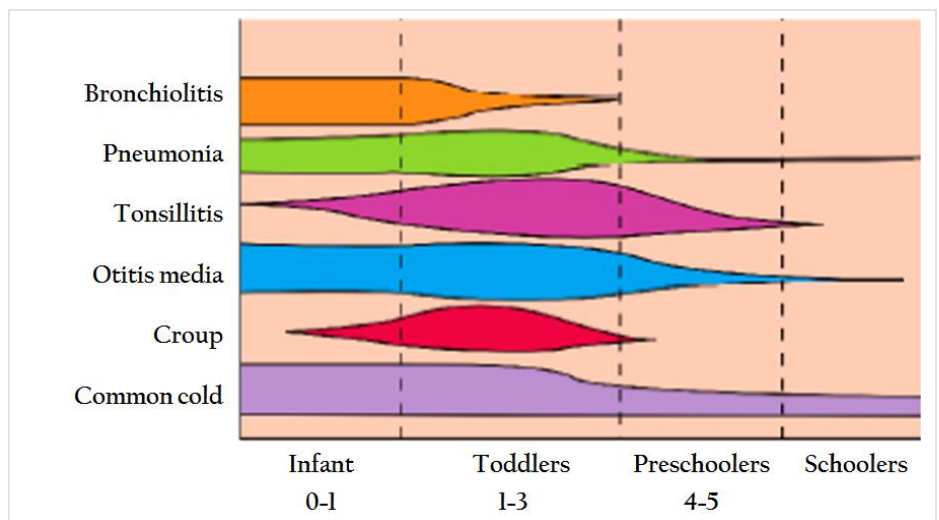 Bronchiolitis
Pneumonia
Tonsillitis
Otitis media
Croup
Common cold
Infant Toddlers Preschoolers Schoolers
0-1 1-3 4-5